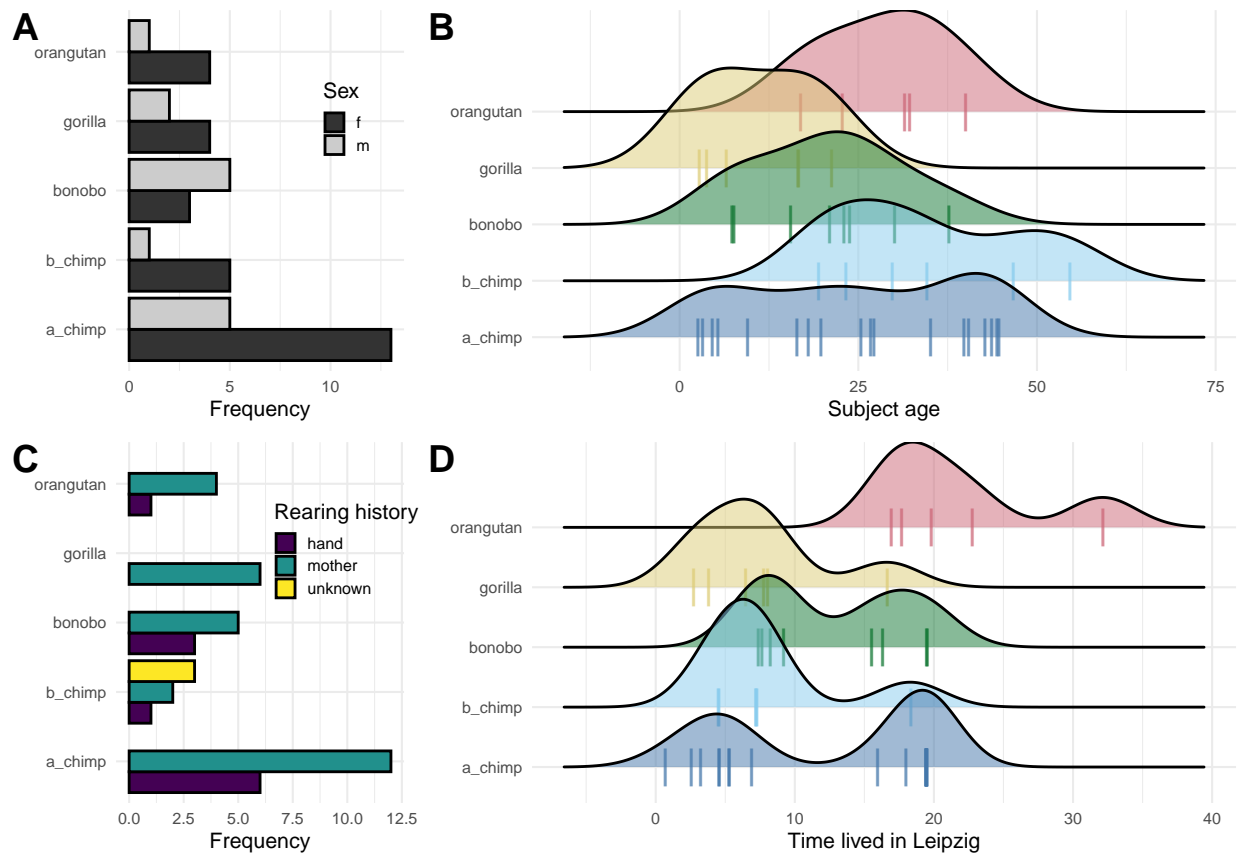 A
orangutan
gorilla
bonobo
b_chimp
a_chimp
0 5 10
Frequency
Sex
f
m
B
orangutan
gorilla
bonobo
b_chimp
a_chimp
0 25 50 75
Subject age
C
orangutan
gorilla
bonobo
b_chimp
a_chimp
0.0 2.5 5.0 7.5 10.0 12.5
Frequency
Rearing history
hand
mother
unknown
D
orangutan
gorilla
bonobo
b_chimp
a_chimp
0 10 20 30 40
Time lived in Leipzig